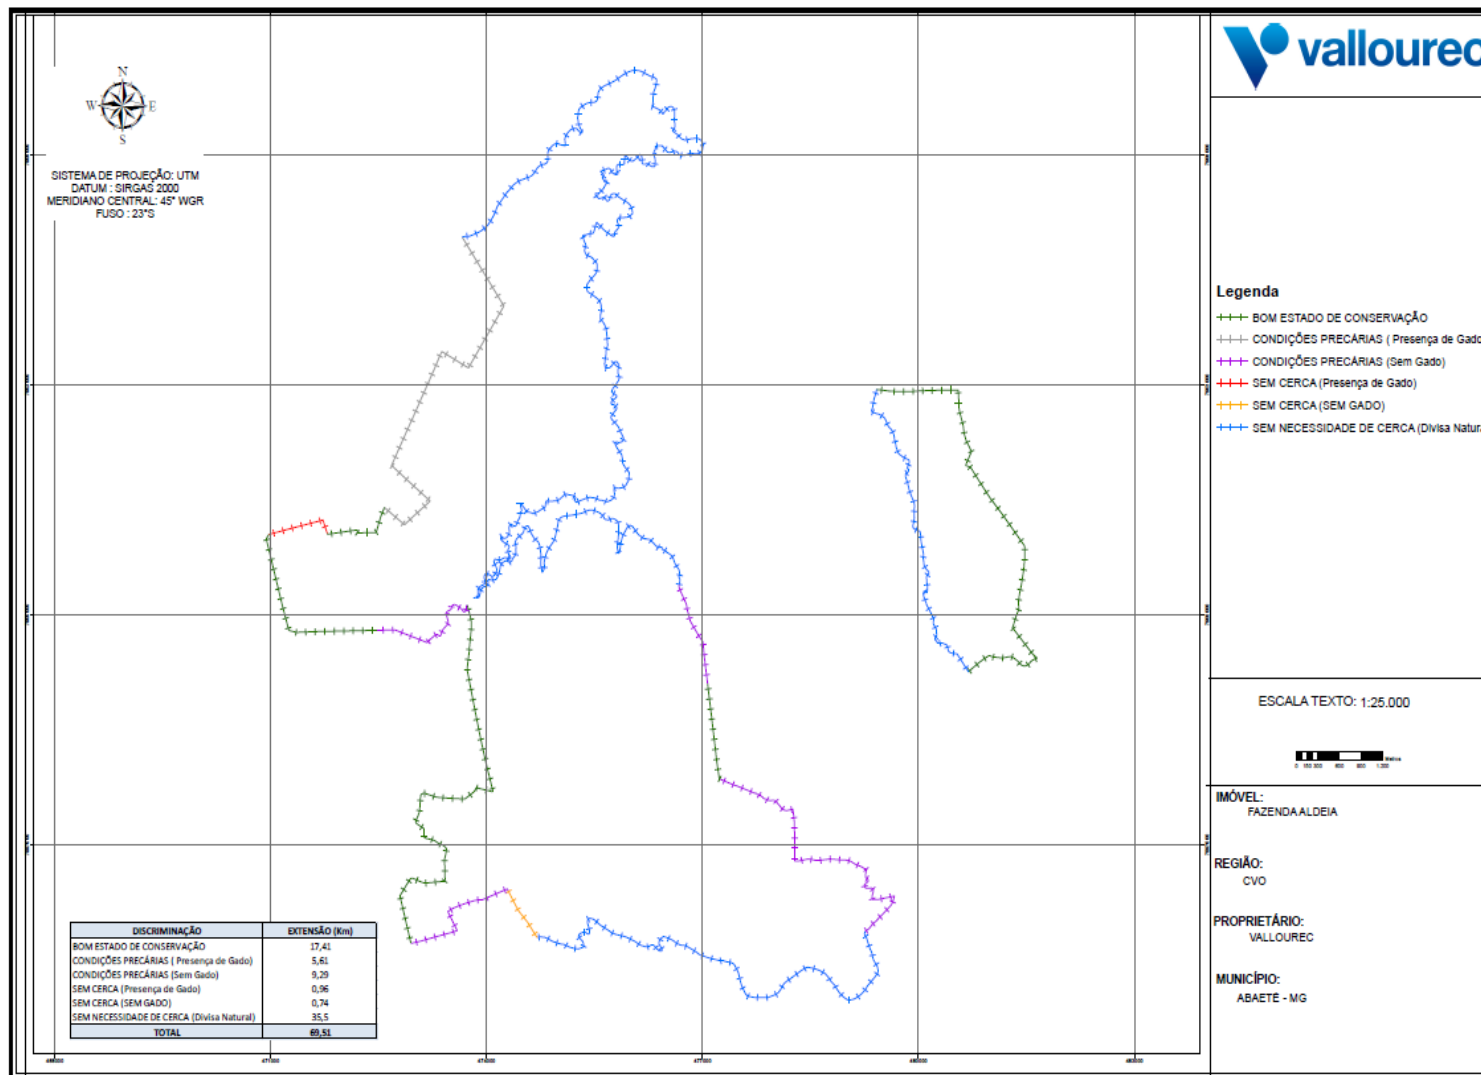 vallourec
N
W E
S
SISTEMA DE PROJEÇÃO: UTM
DATUM : SIRGAS 2000
MERIDIANO CENTRAL: 45° WGR
FUSO : 23°S
Legenda
BOM ESTADO DE CONSERVAÇÃO
CONDIÇÕES PRECÁRIAS ( Presença de Gado
CONDIÇÕES PRECÁRIAS (Sem Gado)
SEM CERCA (Presença de Gado)
SEM CERCA (SEM GADO)
SEM NECESSIDADE DE CERCA (Divisa Natura
ESCALA TEXTO: 1:25.000
IMÓVEL:
FAZENDA ALDEIA
REGIÃO:
CVO
PROPRIETÁRIO:
VALLOUREC
MUNICÍPIO:
ABAETÉ - MG
DISCRIMINAÇÃO EXTENSÃO (Km)
BOM ESTADO DE CONSERVAÇÃO 17,41
CONDIÇÕES PRECÁRIAS ( Presença de Gado) 5,61
CONDIÇÕES PRECÁRIAS (Sem Gado) 9,29
SEM CERCA (Presença de Gado) 0,96
SEM CERCA (SEM GADO) 0,74
SEM NECESSIDADE DE CERCA (Divisa Natural) 35,5
TOTAL 69,51